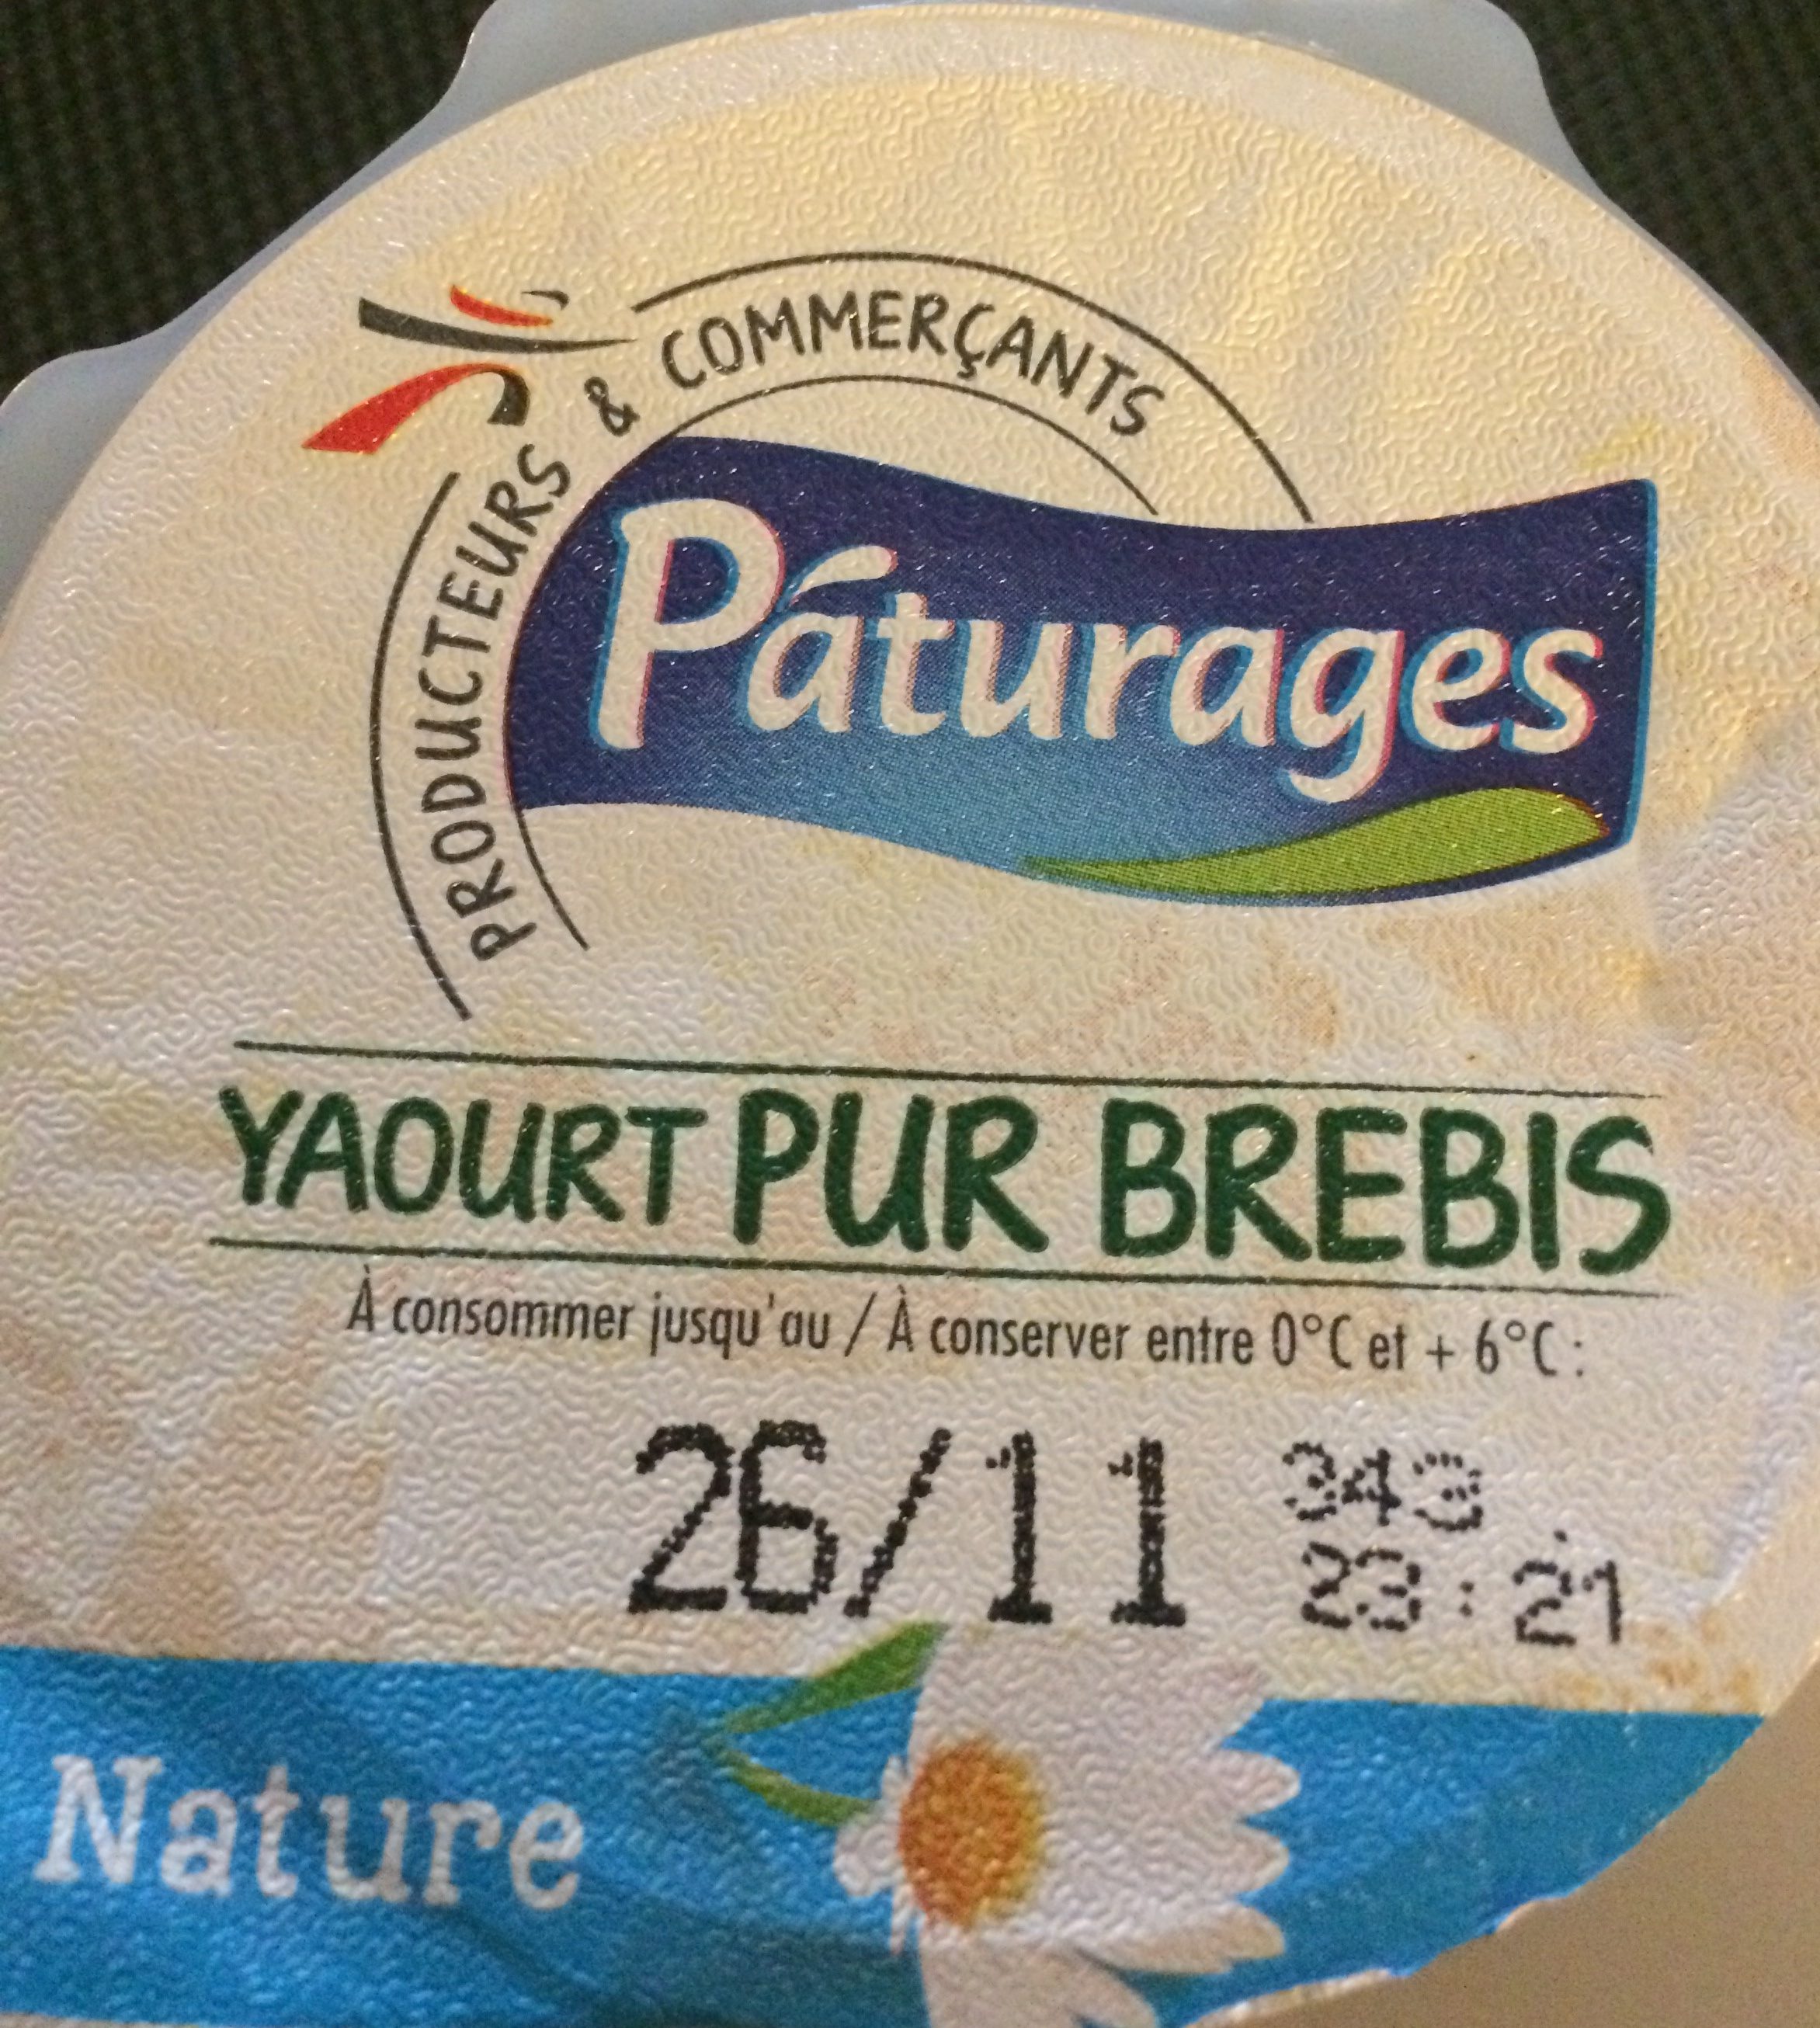 PRODUCTEURS & COMMERÇANTS
Pâturages
YAOURT PUR BREBIS
À consommer jusqu'au / À conserver entre 0°C et + 6°C :
26/11 343
23:21
Nature